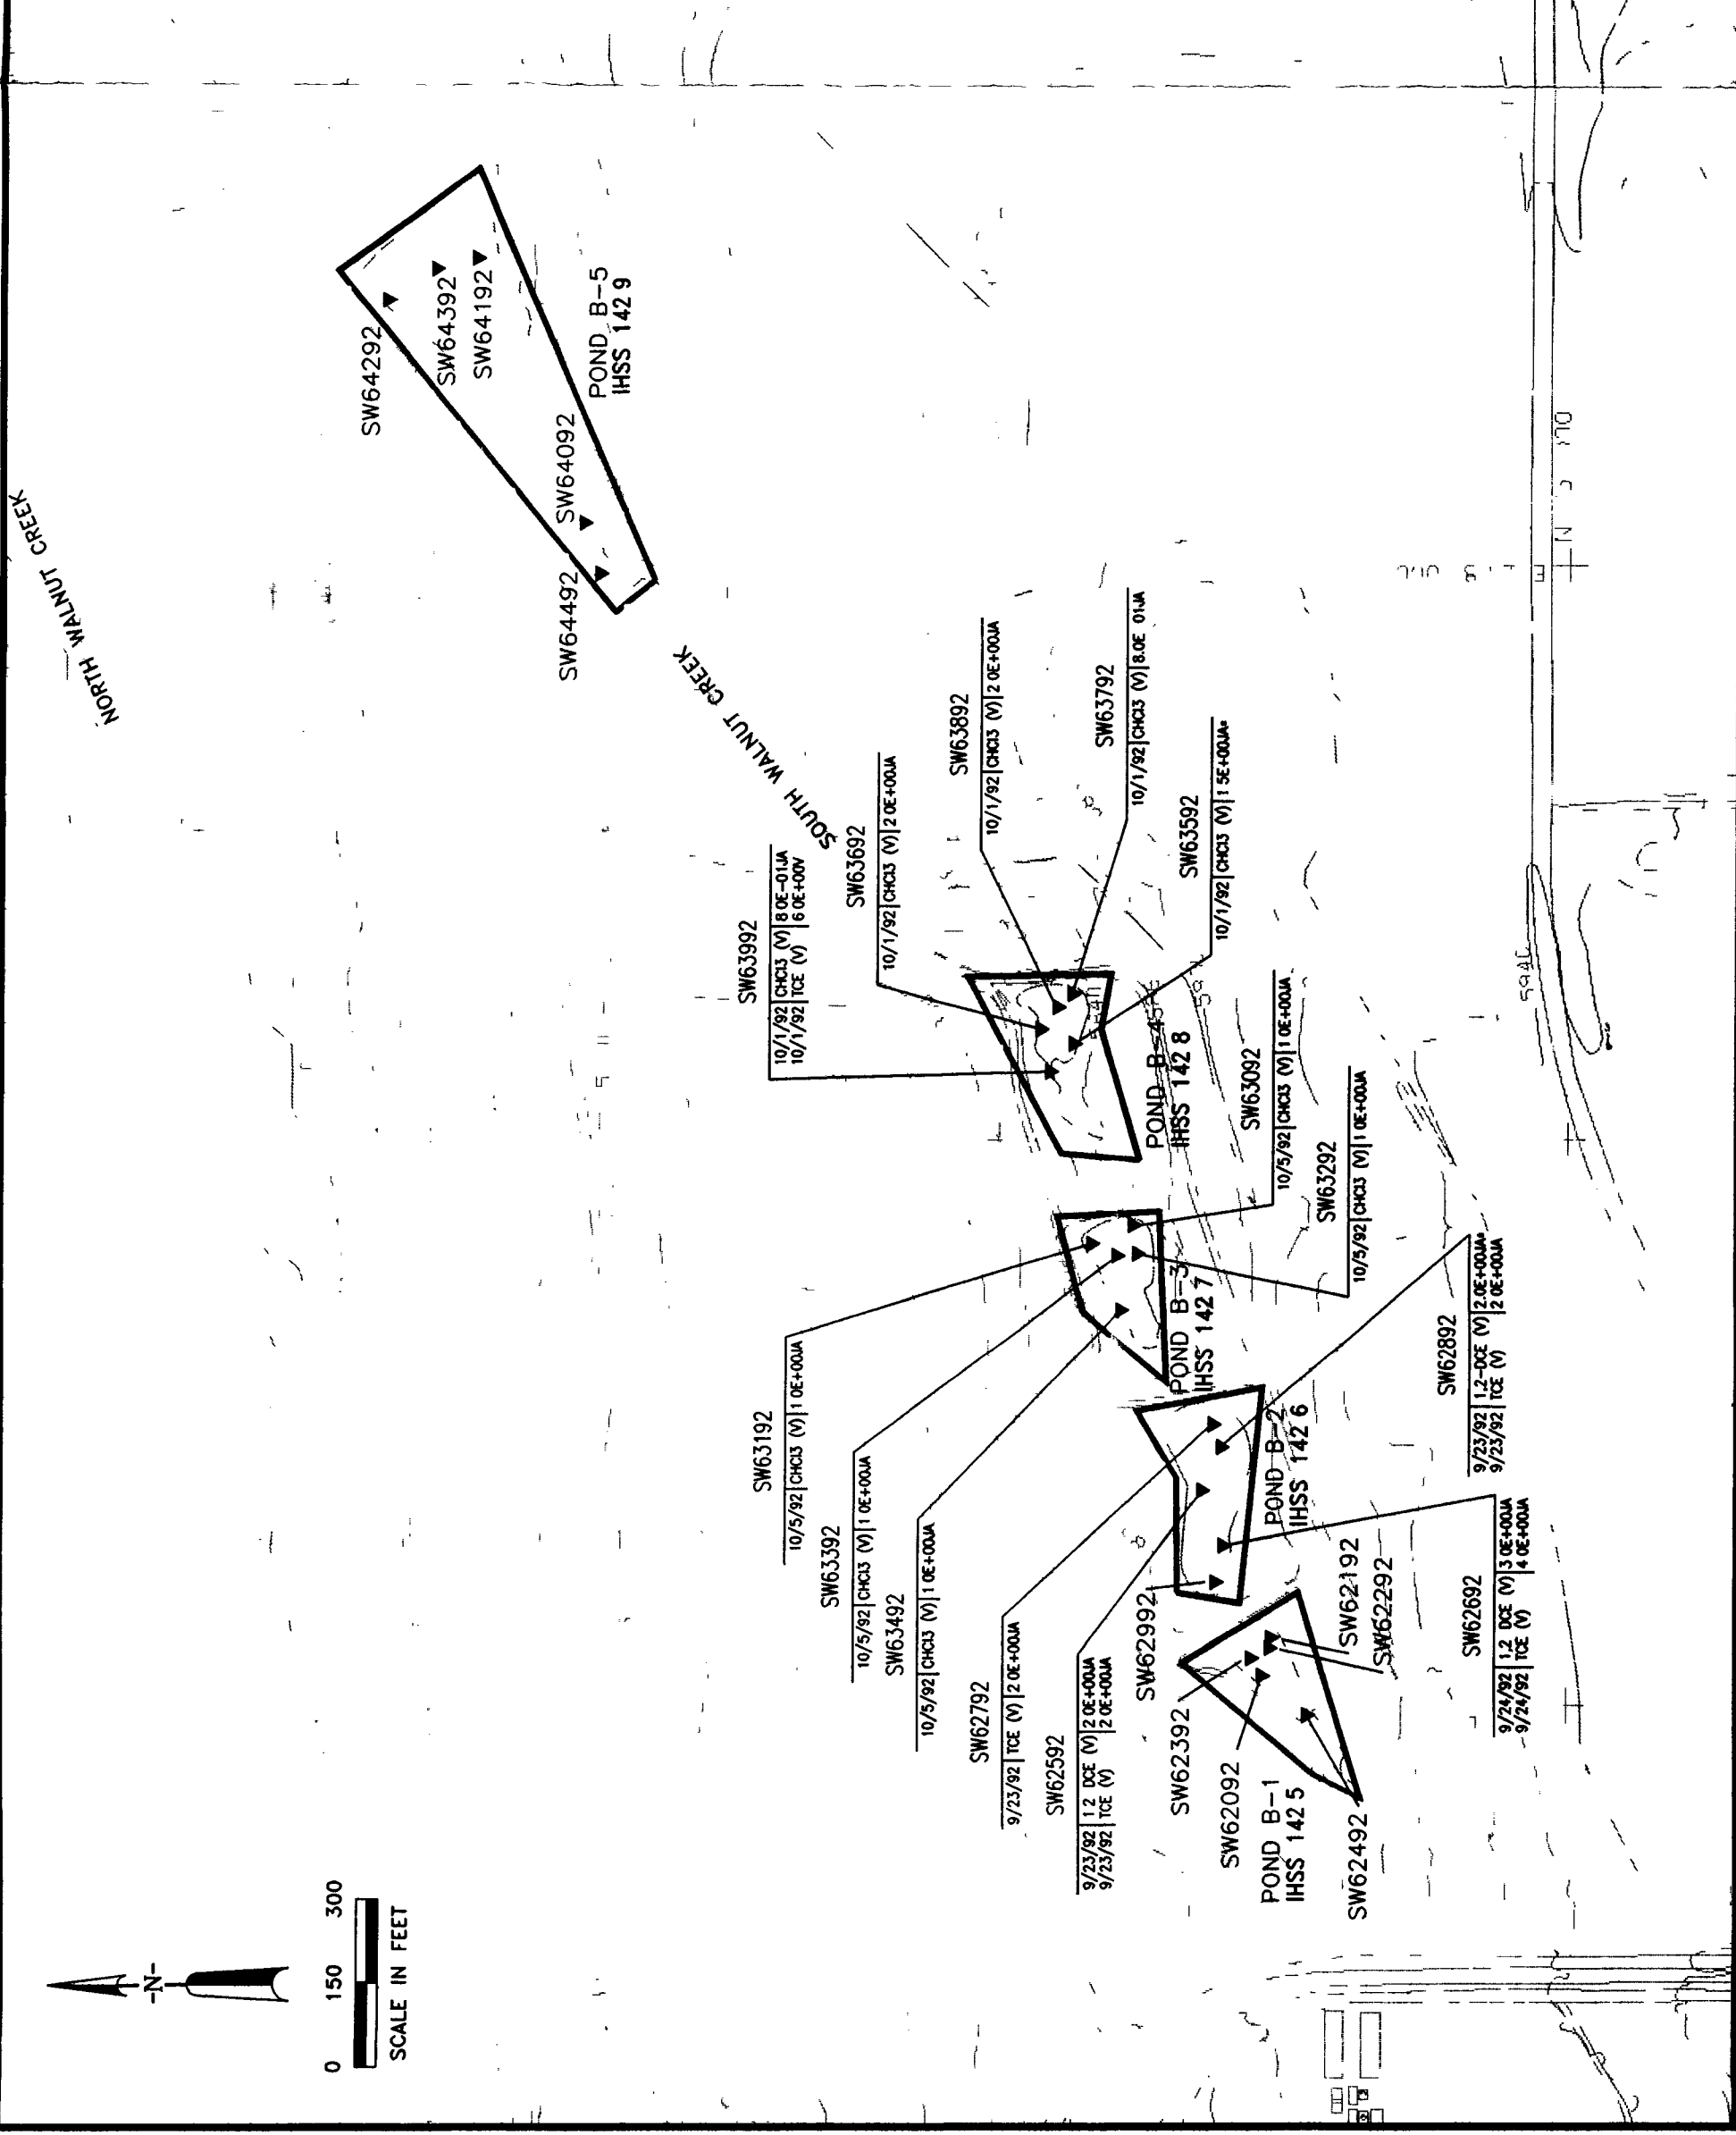 NORTH WALNUT CREEK
-N-
0 150 300
SCALE IN FEET
SW64292
SW64392
SW64192
POND B-5
IHSS 142 9
SW64092
SW64492
SOUTH WALNUT CREEK
SW63992
10/1/92 CHCl3 (V) 8 0E-01JA
10/1/92 TCE (V) 6 0E+00V
SW63692
10/1/92 CHCl3 (V) 2 0E+00JA
SW63892
10/1/92 CHCl3 (V) 2 0E+00JA
SW63792
10/1/92 CHCl3 (V) 8.0E 01JA
SW63592
10/1/92 CHCl3 (V) 1 5E+00JA*
POND B-4
IHSS 142 8
SW63192
10/5/92 CHCl3 (V) 1 0E+00JA
SW63392
10/5/92 CHCl3 (V) 1 0E+00JA
SW63492
10/5/92 CHCl3 (V) 1 0E+00JA
SW63092
10/5/92 CHCl3 (V) 1 0E+00JA
SW63292
10/5/92 CHCl3 (V) 1 0E+00JA
POND B-3
IHSS 142 7
SW62792
9/23/92 TCE (V) 2 0E+00JA
SW62592
9/23/92 1 2 DCE (V) 2 0E+00JA
9/23/92 TCE (V) 2 0E+00JA
SW62992
POND B-2
IHSS 142 6
SW62892
9/23/92 1,2-DCE (V) 2.0E+00JA*
9/23/92 TCE (V) 2 0E+00JA
SW62692
9/24/92 1,2 DCE (V) 3 0E+00JA
9/24/92 TCE (V) 4 0E+00JA
SW62392
SW62092
SW62192
SW62292
POND B-1
IHSS 142 5
SW62492